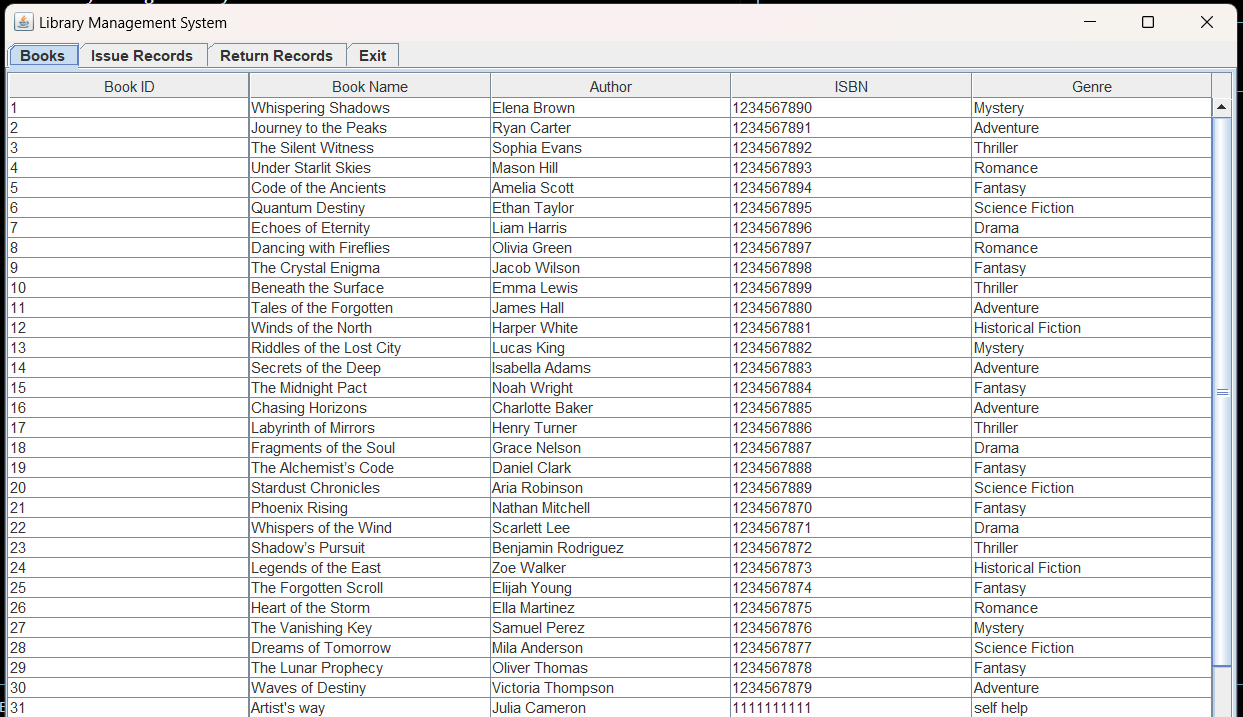 Library Management System
Books Issue Records Return Records Exit
Book ID Book Name Author ISBN Genre
1 Whispering Shadows Elena Brown 1234567890 Mystery
2 Journey to the Peaks Ryan Carter 1234567891 Adventure
3 The Silent Witness Sophia Evans 1234567892 Thriller
4 Under Starlit Skies Mason Hill 1234567893 Romance
5 Code of the Ancients Amelia Scott 1234567894 Fantasy
6 Quantum Destiny Ethan Taylor 1234567895 Science Fiction
7 Echoes of Eternity Liam Harris 1234567896 Drama
8 Dancing with Fireflies Olivia Green 1234567897 Romance
9 The Crystal Enigma Jacob Wilson 1234567898 Fantasy
10 Beneath the Surface Emma Lewis 1234567899 Thriller
11 Tales of the Forgotten James Hall 1234567880 Adventure
12 Winds of the North Harper White 1234567881 Historical Fiction
13 Riddles of the Lost City Lucas King 1234567882 Mystery
14 Secrets of the Deep Isabella Adams 1234567883 Adventure
15 The Midnight Pact Noah Wright 1234567884 Fantasy
16 Chasing Horizons Charlotte Baker 1234567885 Adventure
17 Labyrinth of Mirrors Henry Turner 1234567886 Thriller
18 Fragments of the Soul Grace Nelson 1234567887 Drama
19 The Alchemist's Code Daniel Clark 1234567888 Fantasy
20 Stardust Chronicles Aria Robinson 1234567889 Science Fiction
21 Phoenix Rising Nathan Mitchell 1234567870 Fantasy
22 Whispers of the Wind Scarlett Lee 1234567871 Drama
23 Shadow's Pursuit Benjamin Rodriguez 1234567872 Thriller
24 Legends of the East Zoe Walker 1234567873 Historical Fiction
25 The Forgotten Scroll Elijah Young 1234567874 Fantasy
26 Heart of the Storm Ella Martinez 1234567875 Romance
27 The Vanishing Key Samuel Perez 1234567876 Mystery
28 Dreams of Tomorrow Mila Anderson 1234567877 Science Fiction
29 The Lunar Prophecy Oliver Thomas 1234567878 Fantasy
30 Waves of Destiny Victoria Thompson 1234567879 Adventure
31 Artist's way Julia Cameron 1111111111 self help